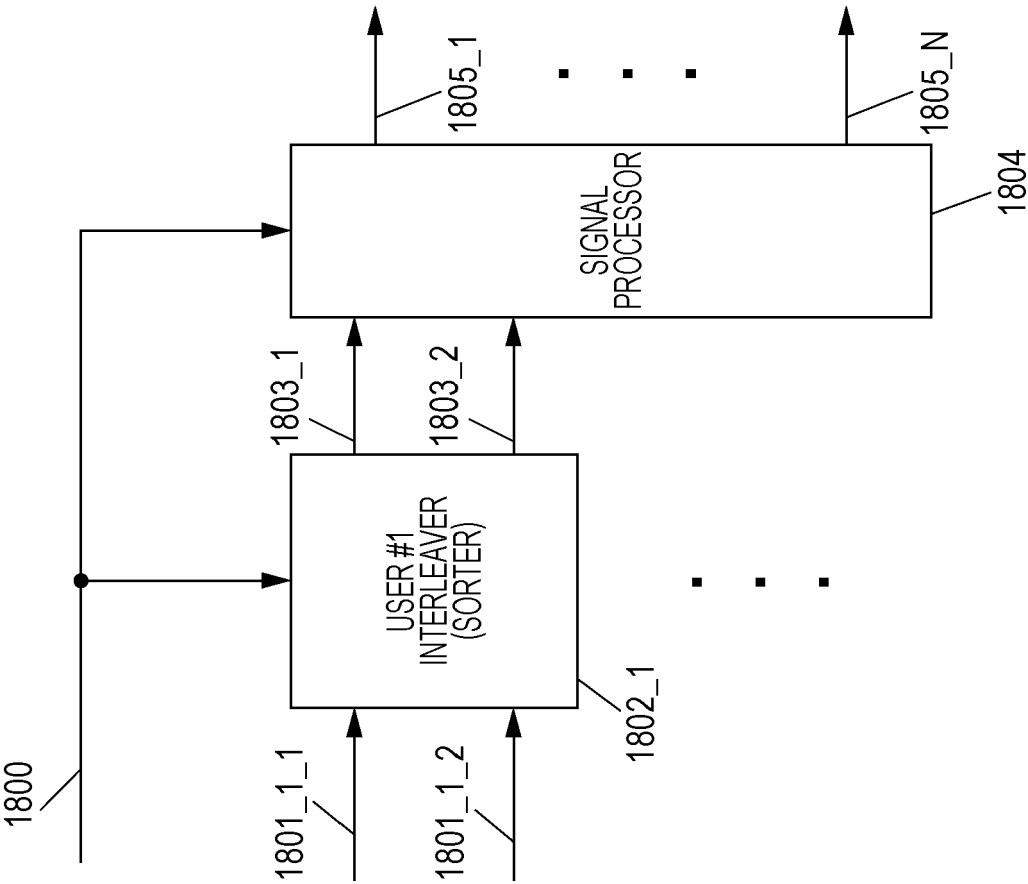 1800
1801_1_1
1801_1_2
USER #1
INTERLEAVER
(SORTER)
1802_1
1803_1
1803_2
SIGNAL
PROCESSOR
1804
1805_1
1805_N